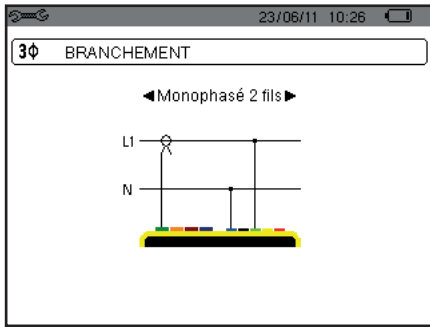 23/06/11 10:26
3Φ BRANCHEMENT
◄Monophasé 2 fils►
L1
N